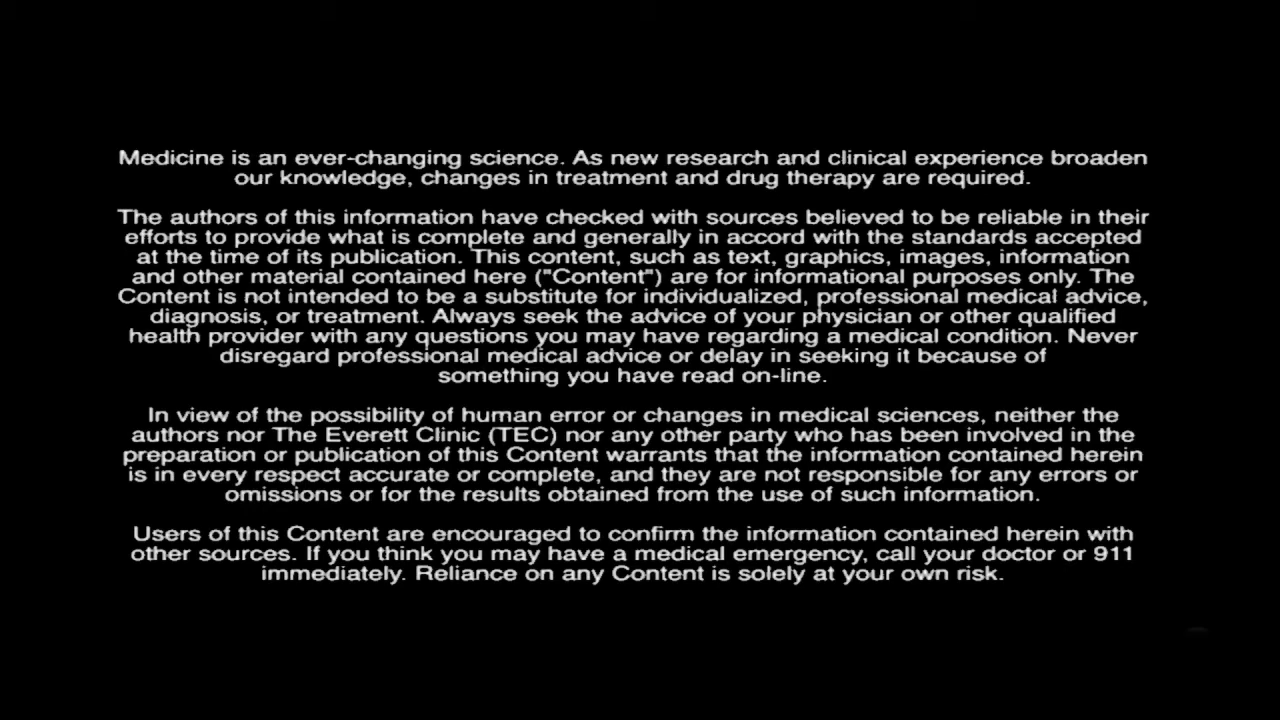 Medicine is an ever-changing science. As new research and clinical experience broaden
our knowledge, changes in treatment and drug therapy are required.
The authors of this information have checked with sources believed to be reliable in their
efforts to provide what is complete and generally in accord with the standards accepted
at the time of its publication. This content, such as text, graphics, images, information
and other material contained here ("Content") are for informational purposes only. The
Content is not intended to be a substitute for individualized, professional medical advice,
diagnosis, or treatment. Always seek the advice of your physician or other qualified
health provider with any questions you may have regarding a medical condition. Never
disregard professional medical advice or delay in seeking it because of
something you have read on-line.
In view of the possibility of human error or changes in medical sciences, neither the
authors nor The Everett Clinic (TEC) nor any other party who has been involved in the
preparation or publication of this Content warrants that the information contained herein
is in every respect accurate or complete, and they are not responsible for any errors or
omissions or for the results obtained from the use of such information.
Users of this Content are encouraged to confirm the information contained herein with
other sources. If you think you may have a medical emergency, call your doctor or 911
immediately. Reliance on any Content is solely at your own risk.